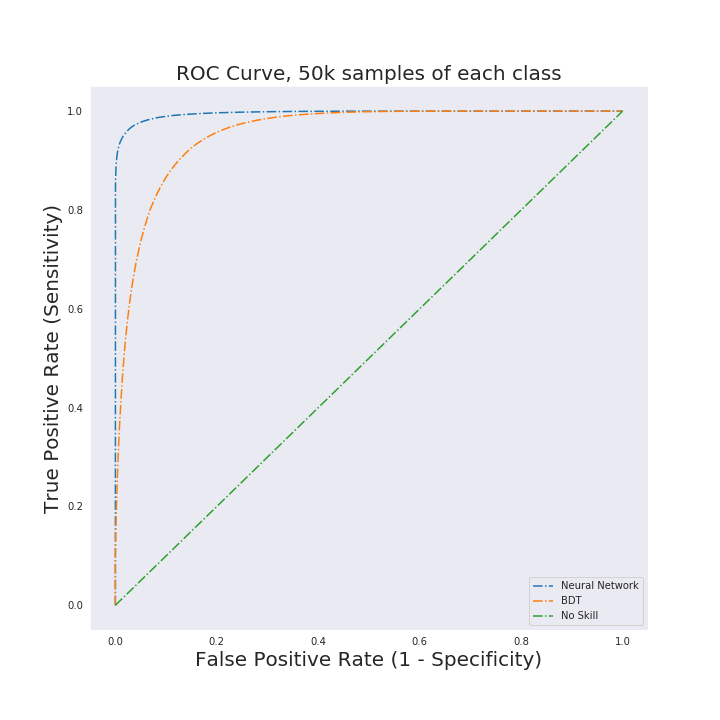 ROC Curve, 50k samples of each class
True Positive Rate (Sensitivity)
1.0
0.8
0.6
0.4
0.2
0.0
0.0 0.2 0.4 0.6 0.8 1.0
False Positive Rate (1 - Specificity)
Neural Network
BDT
No Skill